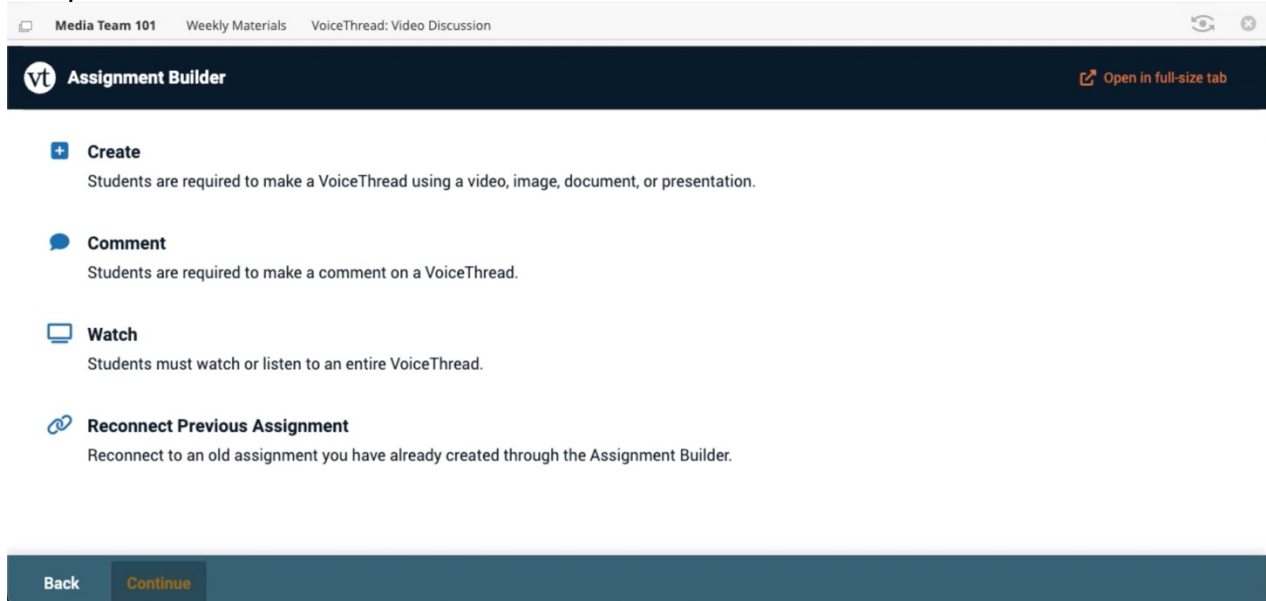 Media Team 101 Weekly Materials VoiceThread: Video Discussion
vt Assignment Builder Open in full-size tab
Create
Students are required to make a VoiceThread using a video, image, document, or presentation.
Comment
Students are required to make a comment on a VoiceThread.
Watch
Students must watch or listen to an entire VoiceThread.
Reconnect Previous Assignment
Reconnect to an old assignment you have already created through the Assignment Builder.
Back Continue